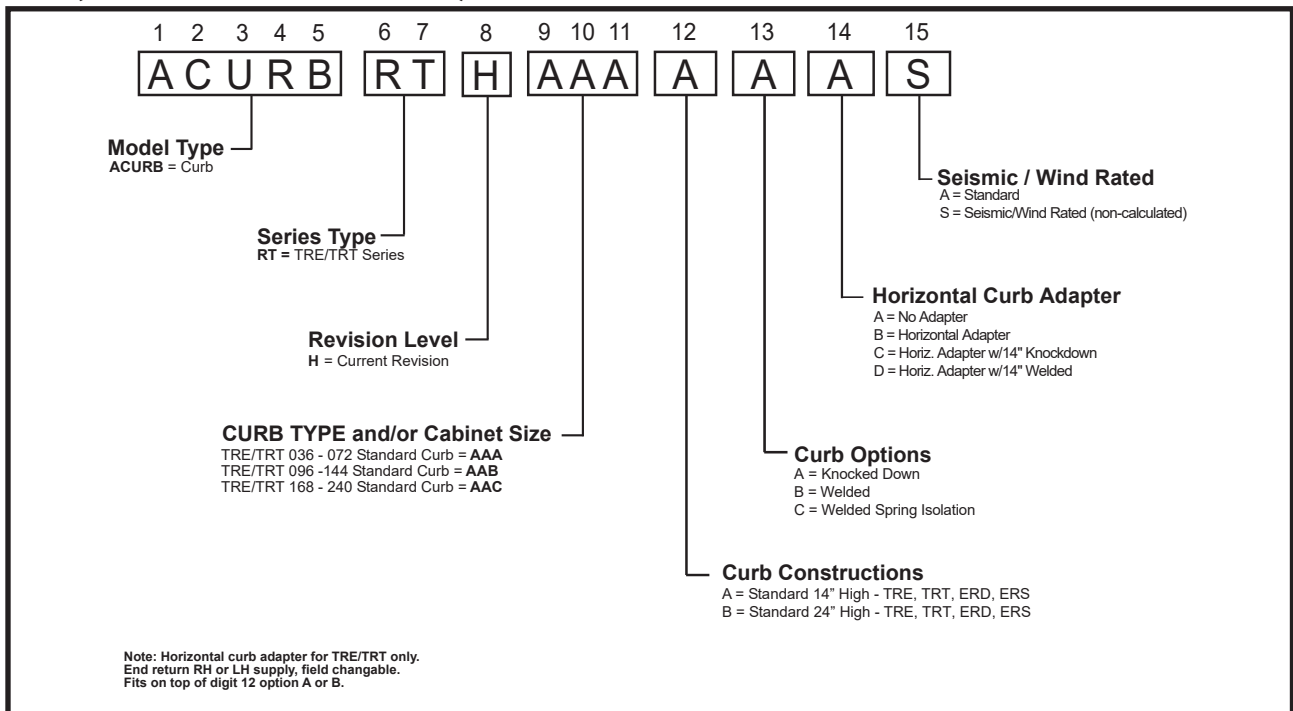 1 2 3 4 5 6 7 8 9 10 11 12 13 14 15
A C U R B R T H A A A A A A S
Model Type
ACURB = Curb
Seismic / Wind Rated
A = Standard
S = Seismic/Wind Rated (non-calculated)
Series Type
RT = TRE/TRT Series
Horizontal Curb Adapter
A = No Adapter
B = Horizontal Adapter
C = Horiz. Adapter w/14" Knockdown
D = Horiz. Adapter w/14" Welded
Revision Level
H = Current Revision
CURB TYPE and/or Cabinet Size
TRE/TRT 036 - 072 Standard Curb = AAA
TRE/TRT 096 -144 Standard Curb = AAB
TRE/TRT 168 - 240 Standard Curb = AAC
Curb Options
A = Knocked Down
B = Welded
C = Welded Spring Isolation
Curb Constructions
A = Standard 14” High - TRE, TRT, ERD, ERS
B = Standard 24” High - TRE, TRT, ERD, ERS
Note: Horizontal curb adapter for TRE/TRT only.
End return RH or LH supply, field changable.
Fits on top of digit 12 option A or B.